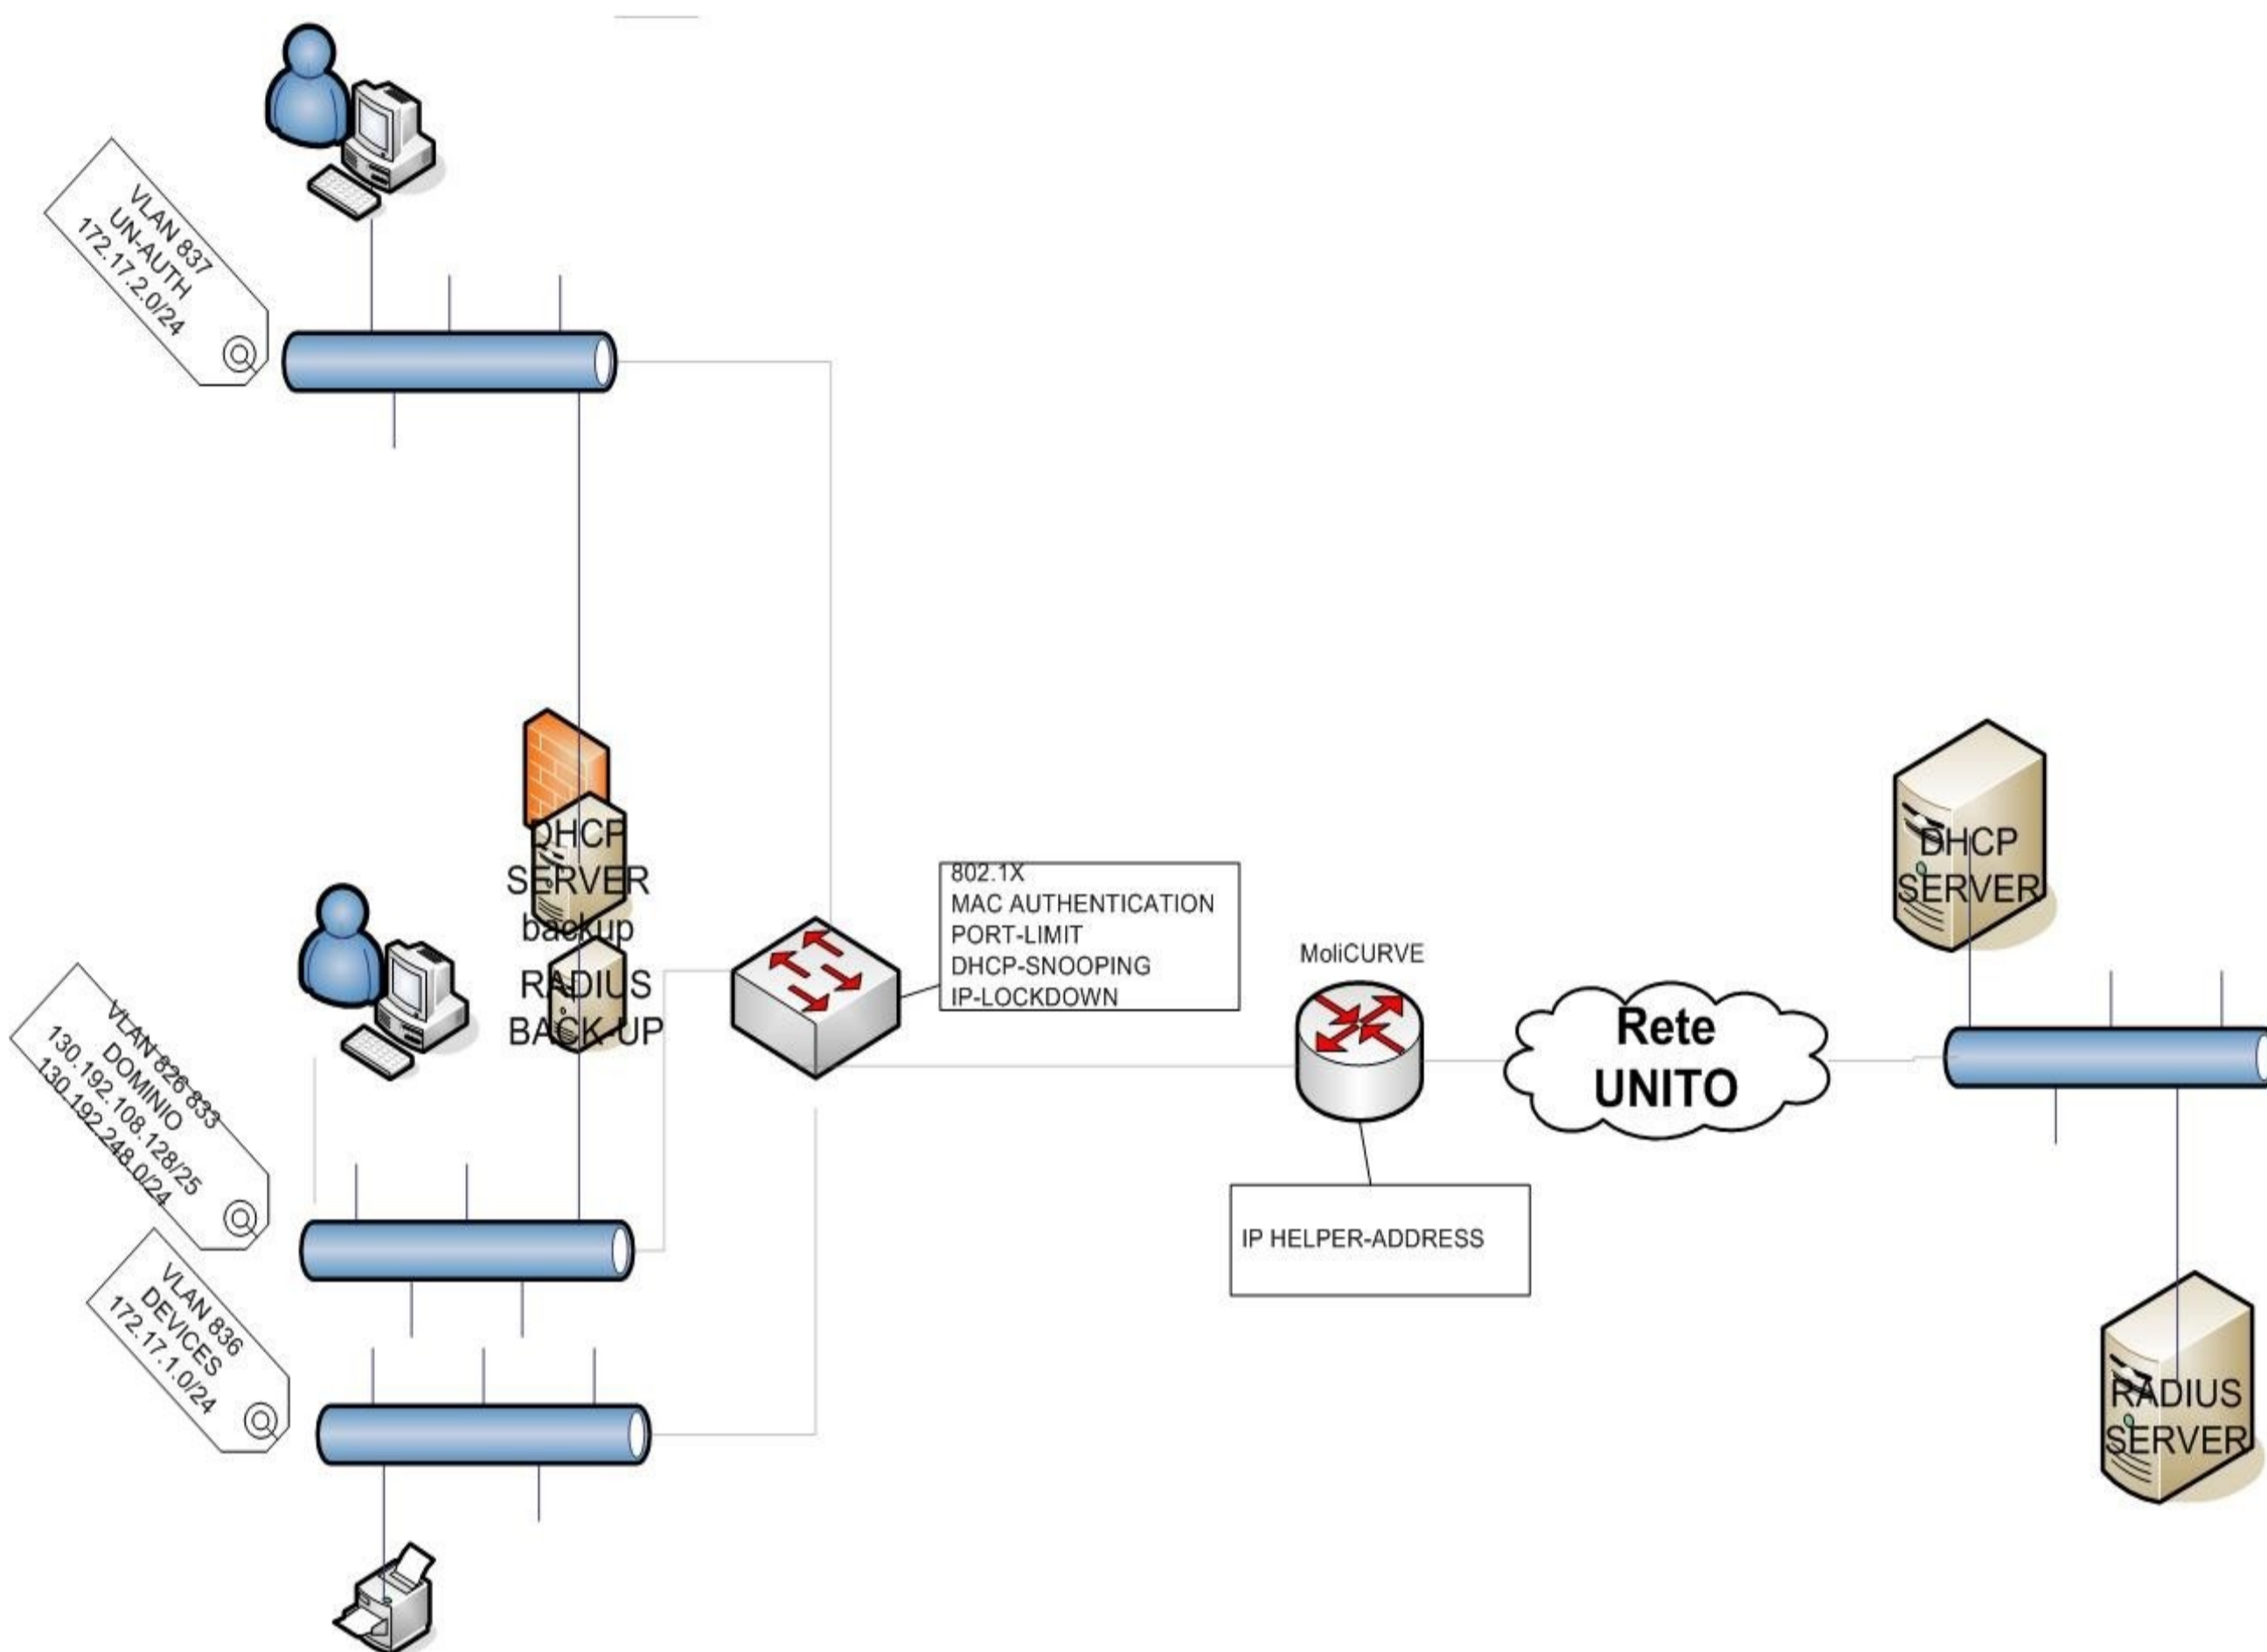 VLAN 837
UN-AUTH
172.17.2.0/24
DHCP
SERVER
backup
RADIUS
BACK-UP
VLAN 826 833
DOMINIO
130.192.108.128/25
130.192.248.0/24
VLAN 836
DEVICES
172.17.1.0/24
802.1X
MAC AUTHENTICATION
PORT-LIMIT
DHCP-SNOOPING
IP-LOCKDOWN
MoliCURVE
IP HELPER-ADDRESS
Rete
UNITO
DHCP
SERVER
RADIUS
SERVER